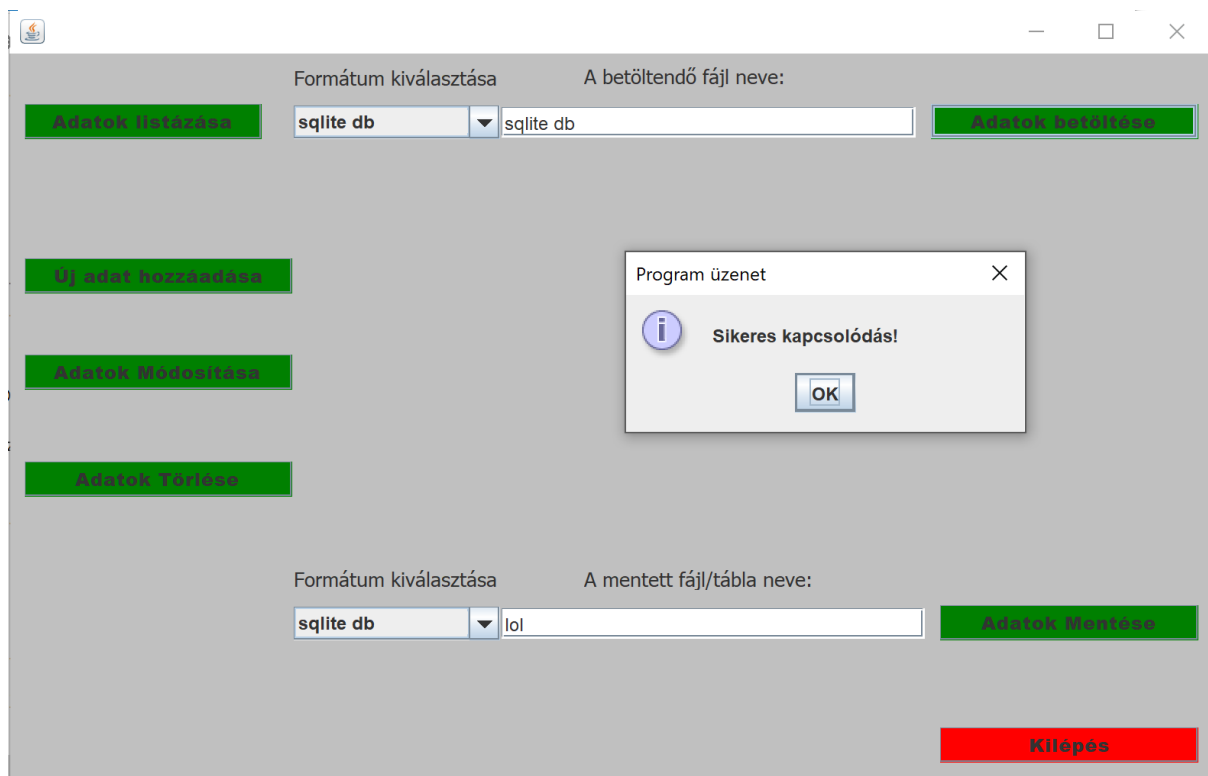 Formátum kiválasztása
A betöltendő fájl neve:
Adatok listázása
sqlite db
sqlite db
Adatok betöltése
Új adat hozzáadása
Program üzenet
Sikeres kapcsolódás!
OK
Adatok Módosítása
Adatok Törlése
Formátum kiválasztása
A mentett fájl/tábla neve:
sqlite db
lol
Adatok Mentése
Kilépés